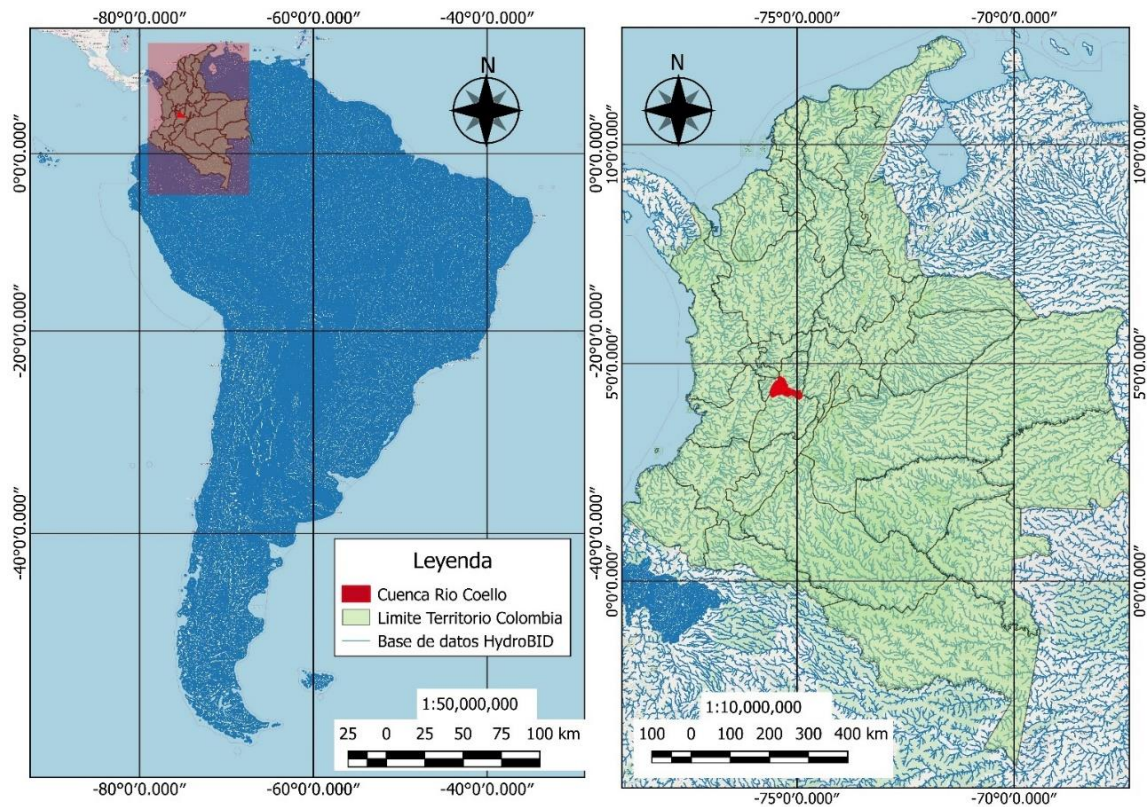 -80°0'0.000" -60°0'0.000" -40°0'0.000"
N
0°0'0.000"
-20°0'0.000"
-40°0'0.000"
0°0'0.000"
-20°0'0.000"
-40°0'0.000"
Leyenda
Cuenca Rio Coello
Limite Territorio Colombia
Base de datos HydroBID
1:50,000,000
25 0 25 50 75 100 km
-80°0'0.000" -60°0'0.000" -40°0'0.000"
-75°0'0.000" -70°0'0.000"
N
10°0'0.000"
5°0'0.000"
0°0'0.000"
10°0'0.000"
5°0'0.000"
0°0'0.000"
1:10,000,000
100 0 100 200 300 400 km
-75°0'0.000" -70°0'0.000"